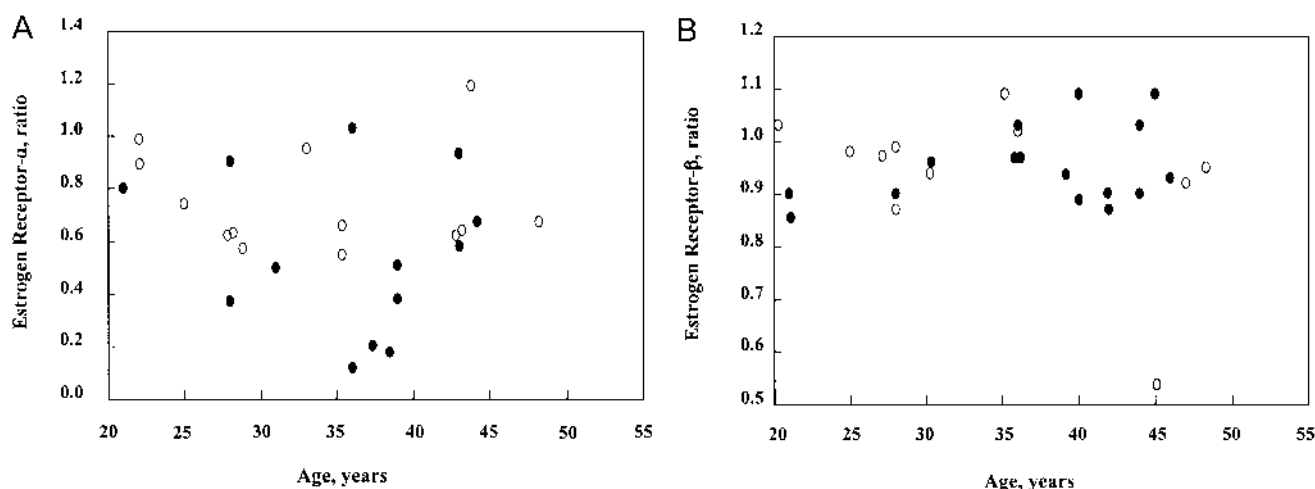 A
Estrogen Receptor-α, ratio
1.4
1.2
1.0
0.8
0.6
0.4
0.2
0.0
20 25 30 35 40 45 50 55
Age, years
B
Estrogen Receptor-β, ratio
1.2
1.1
1.0
0.9
0.8
0.7
0.6
0.5
20 25 30 35 40 45 50 55
Age, years